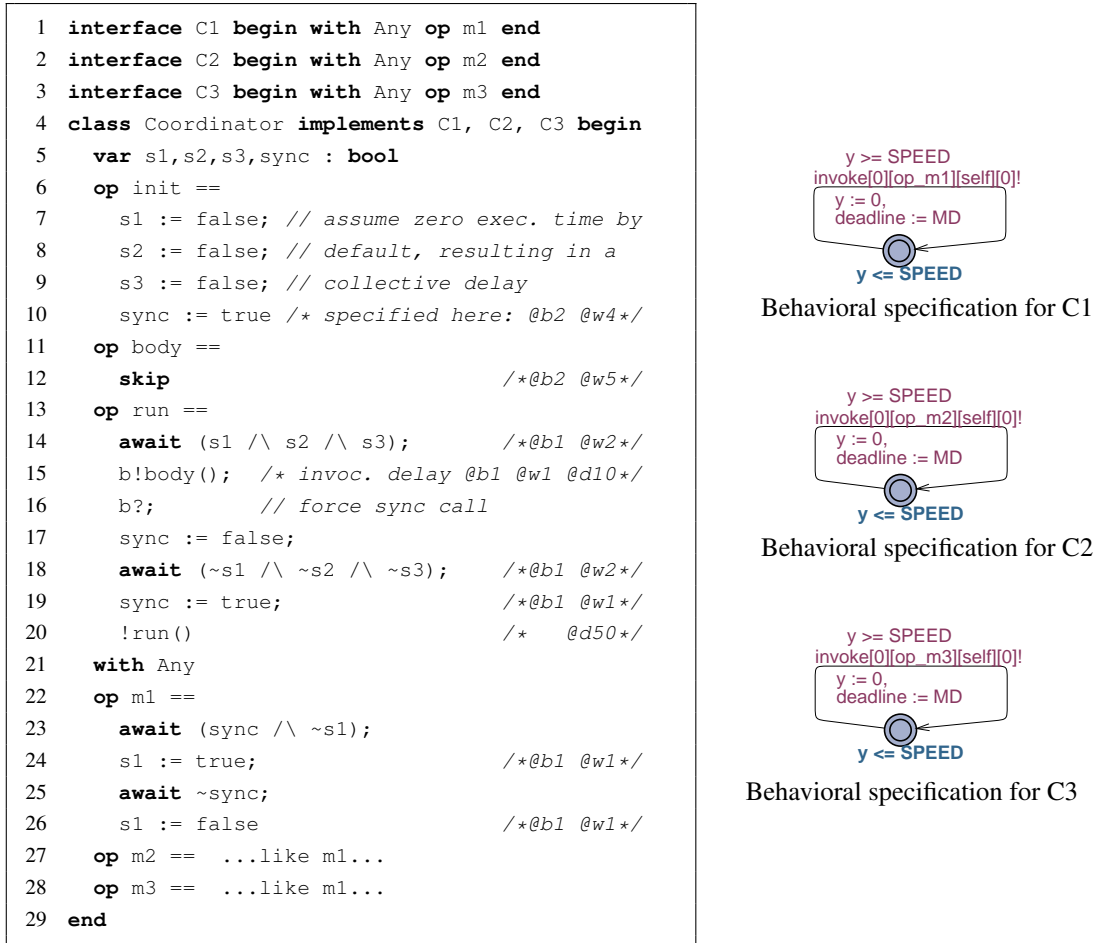 1 interface C1 begin with Any op m1 end
2 interface C2 begin with Any op m2 end
3 interface C3 begin with Any op m3 end
4 class Coordinator implements C1, C2, C3 begin
5 var s1,s2,s3,sync : bool
6 op init ==
7 s1 := false; // assume zero exec. time by
8 s2 := false; // default, resulting in a
9 s3 := false; // collective delay
10 sync := true /* specified here: @b2 @w4*/
11 op body ==
12 skip /*@b2 @w5*/
13 op run ==
14 await (s1 /\ s2 /\ s3); /*@b1 @w2*/
15 b!body(); /* invoc. delay @b1 @w1 @d10*/
16 b?; // force sync call
17 sync := false;
18 await (~s1 /\ ~s2 /\ ~s3); /*@b1 @w2*/
19 sync := true; /*@b1 @w1*/
20 !run() /* @d50*/
21 with Any
22 op m1 ==
23 await (sync /\ ~s1);
24 s1 := true; /*@b1 @w1*/
25 await ~sync;
26 s1 := false /*@b1 @w1*/
27 op m2 == ...like m1...
28 op m3 == ...like m1...
29 end
y >= SPEED
invoke[0][op_m1][self][0]!
y := 0,
deadline := MD
y <= SPEED
Behavioral specification for C1
y >= SPEED
invoke[0][op_m2][self][0]!
y := 0,
deadline := MD
y <= SPEED
Behavioral specification for C2
y >= SPEED
invoke[0][op_m3][self][0]!
y := 0,
deadline := MD
y <= SPEED
Behavioral specification for C3